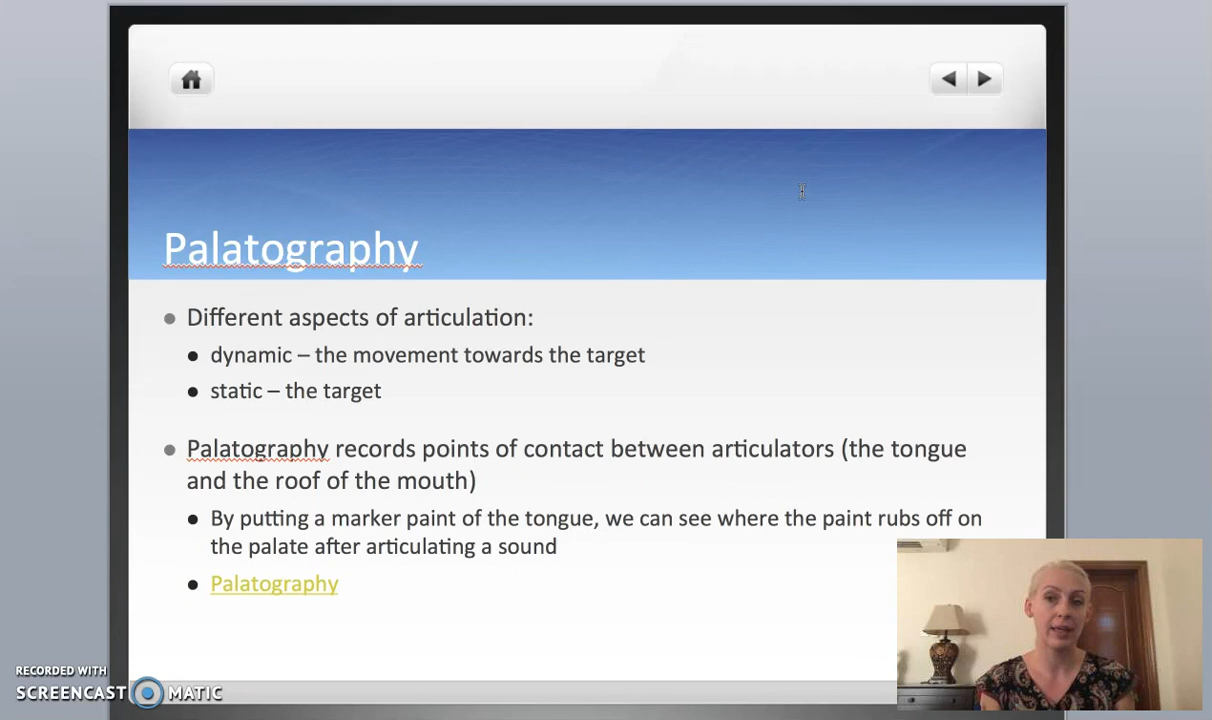 Palatography
Different aspects of articulation:
dynamic – the movement towards the target
static – the target
Palatography records points of contact between articulators (the tongue
and the roof of the mouth)
By putting a marker paint of the tongue, we can see where the paint rubs off on
the palate after articulating a sound
Palatography
RECORDED WITH
SCREENCAST MATIC